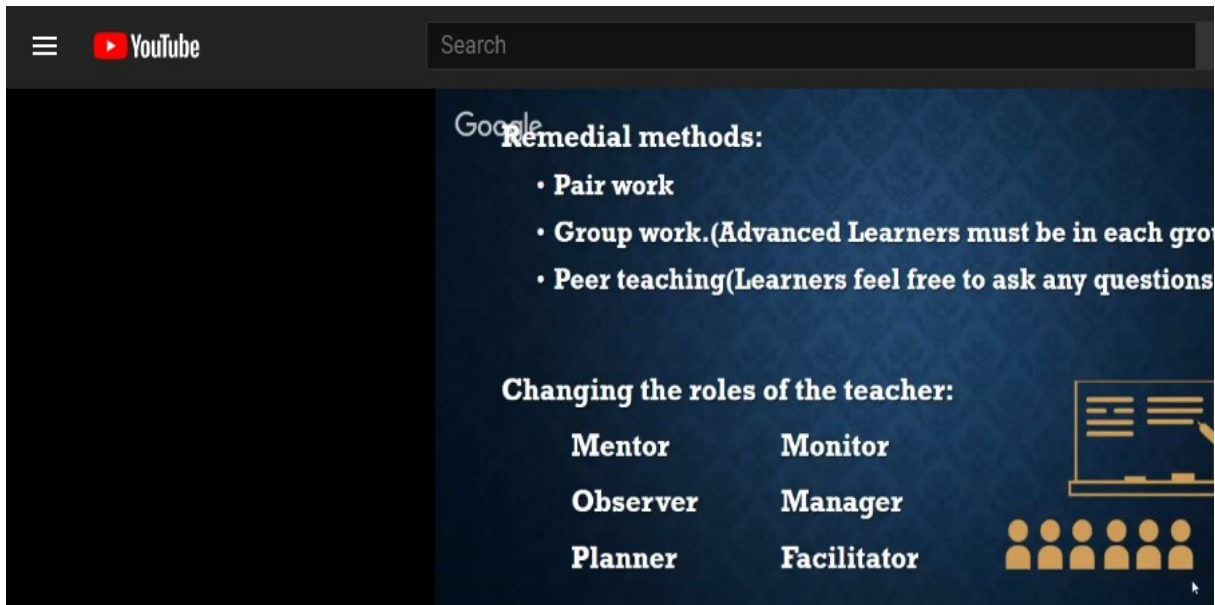 YouTube
Search
Google
Remedial methods:
• Pair work
• Group work.(Advanced Learners must be in each
• Peer teaching(Learners feel free to ask any questions
Changing the roles of the teacher:
Mentor Monitor
Observer Manager
Planner Facilitator